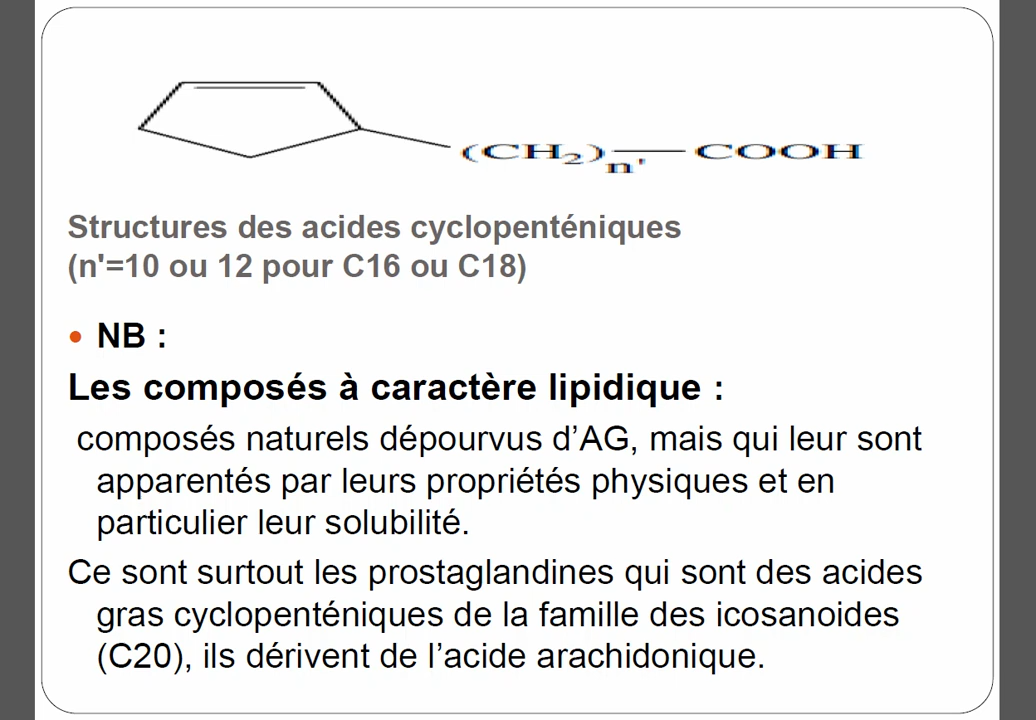 (CH₂)n'—COOH
Structures des acides cyclopenténiques
(n'=10 ou 12 pour C16 ou C18)
• NB :
Les composés à caractère lipidique :
composés naturels dépourvus d’AG, mais qui leur sont
apparentés par leurs propriétés physiques et en
particulier leur solubilité.
Ce sont surtout les prostaglandines qui sont des acides
gras cyclopenténiques de la famille des icosanoides
(C20), ils dérivent de l’acide arachidonique.